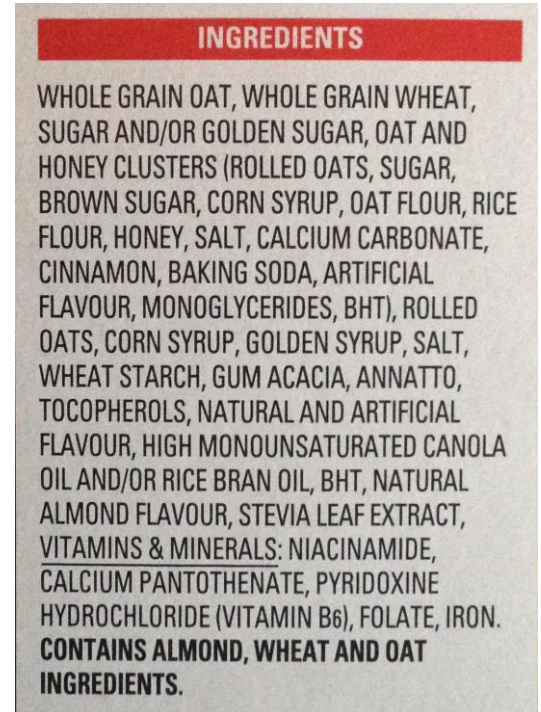 INGREDIENTS
WHOLE GRAIN OAT, WHOLE GRAIN WHEAT,
SUGAR AND/OR GOLDEN SUGAR, OAT AND
HONEY CLUSTERS (ROLLED OATS, SUGAR,
BROWN SUGAR, CORN SYRUP, OAT FLOUR, RICE
FLOUR, HONEY, SALT, CALCIUM CARBONATE,
CINNAMON, BAKING SODA, ARTIFICIAL
FLAVOUR, MONOGLYCERIDES, BHT), ROLLED
OATS, CORN SYRUP, GOLDEN SYRUP, SALT,
WHEAT STARCH, GUM ACACIA, ANNATTO,
TOCOPHEROLS, NATURAL AND ARTIFICIAL
FLAVOUR, HIGH MONOUNSATURATED CANOLA
OIL AND/OR RICE BRAN OIL, BHT, NATURAL
ALMOND FLAVOUR, STEVIA LEAF EXTRACT,
VITAMINS & MINERALS: NIACINAMIDE,
CALCIUM PANTOTHENATE, PYRIDOXINE
HYDROCHLORIDE (VITAMIN B6), FOLATE, IRON.
CONTAINS ALMOND, WHEAT AND OAT
INGREDIENTS.